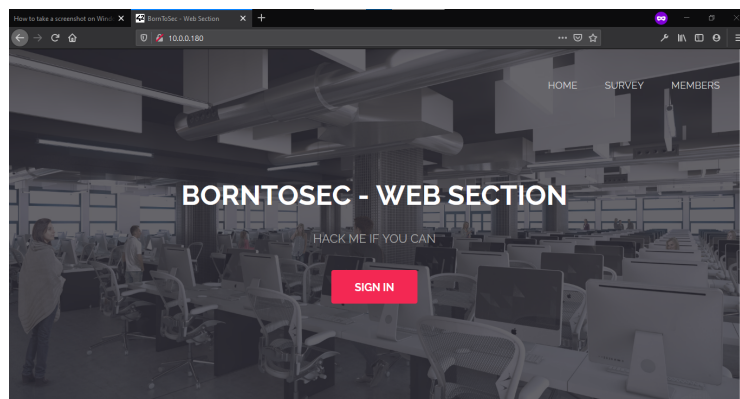 How to take a screenshot on Windo
BornToSec - Web Section
10.0.0.180
HOME SURVEY MEMBERS
BORNTOSEC - WEB SECTION
HACK ME IF YOU CAN
SIGN IN